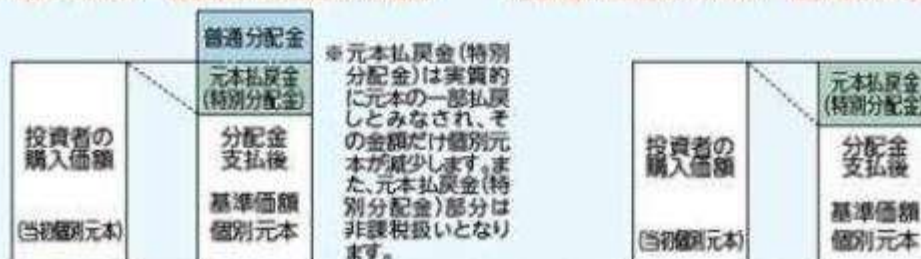 普通分配金
元本払戻金
(特別分配金)
投資者の
購入価額
(当初個別元本)
分配金
支払後
基準価額
個別元本
※元本払戻金(特別
分配金)は実質的
に元本の一部払戻
しとみなされ、そ
の金額だけ個別元
本が減少します。ま
た、元本払戻金(特
別分配金)部分は
非課税扱いとなり
ます。
投資者の
購入価額
(当初個別元本)
元本払戻金
(特別分配金
分配金
支払後
基準価額
個別元本